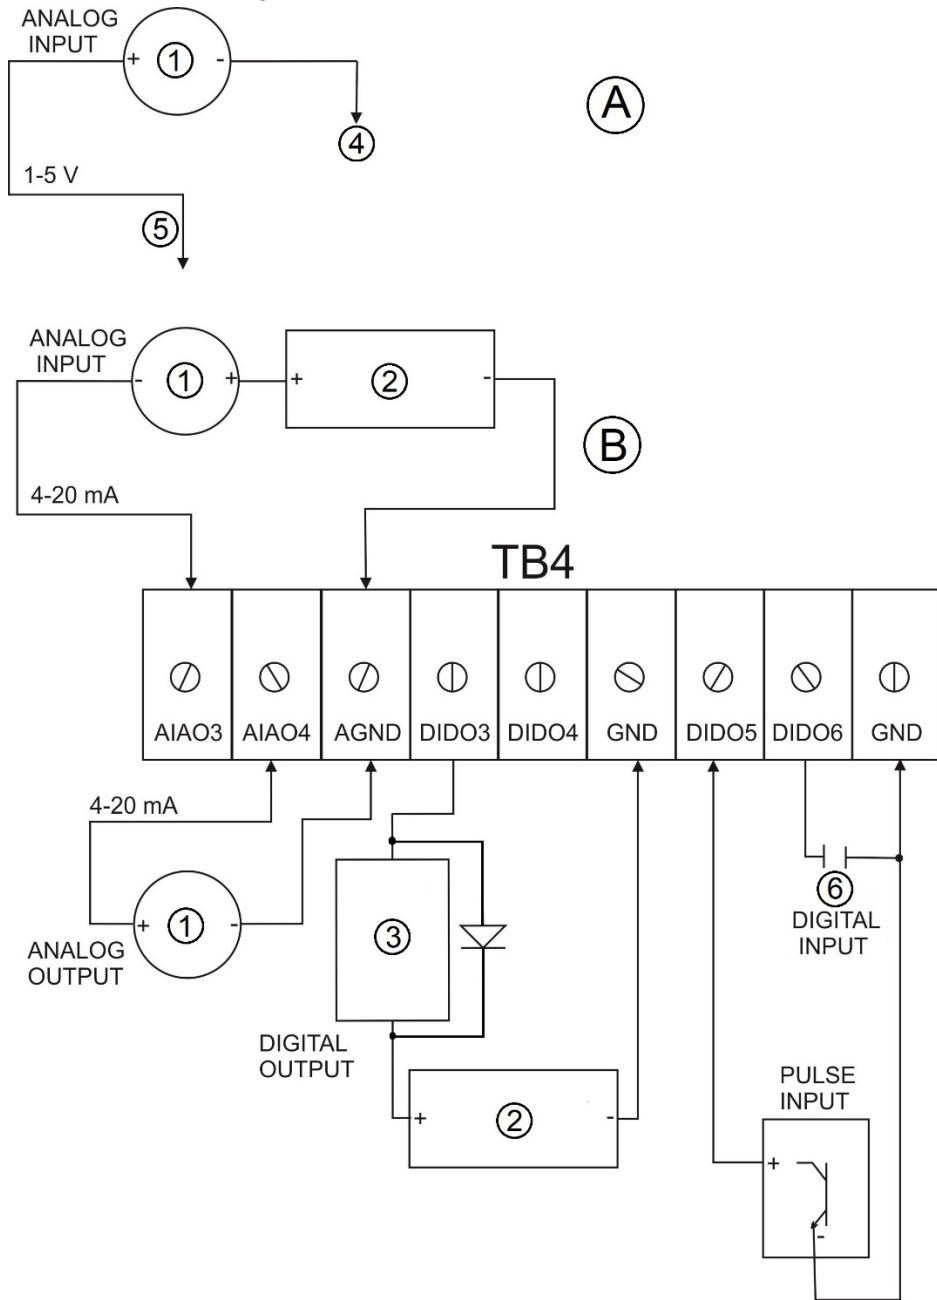 ANALOG
INPUT
+ 1 -
A
4
1-5 V
5
ANALOG
INPUT
- 1 + + 2 -
B
4-20 mA
TB4
AIAO3 AIAO4 AGND DIDO3 DIDO4 GND DIDO5 DIDO6 GND
4-20 mA
6
DIGITAL
INPUT
+ 1 -
3
ANALOG
OUTPUT
DIGITAL
OUTPUT
+ 2 -
PULSE
INPUT
+
-